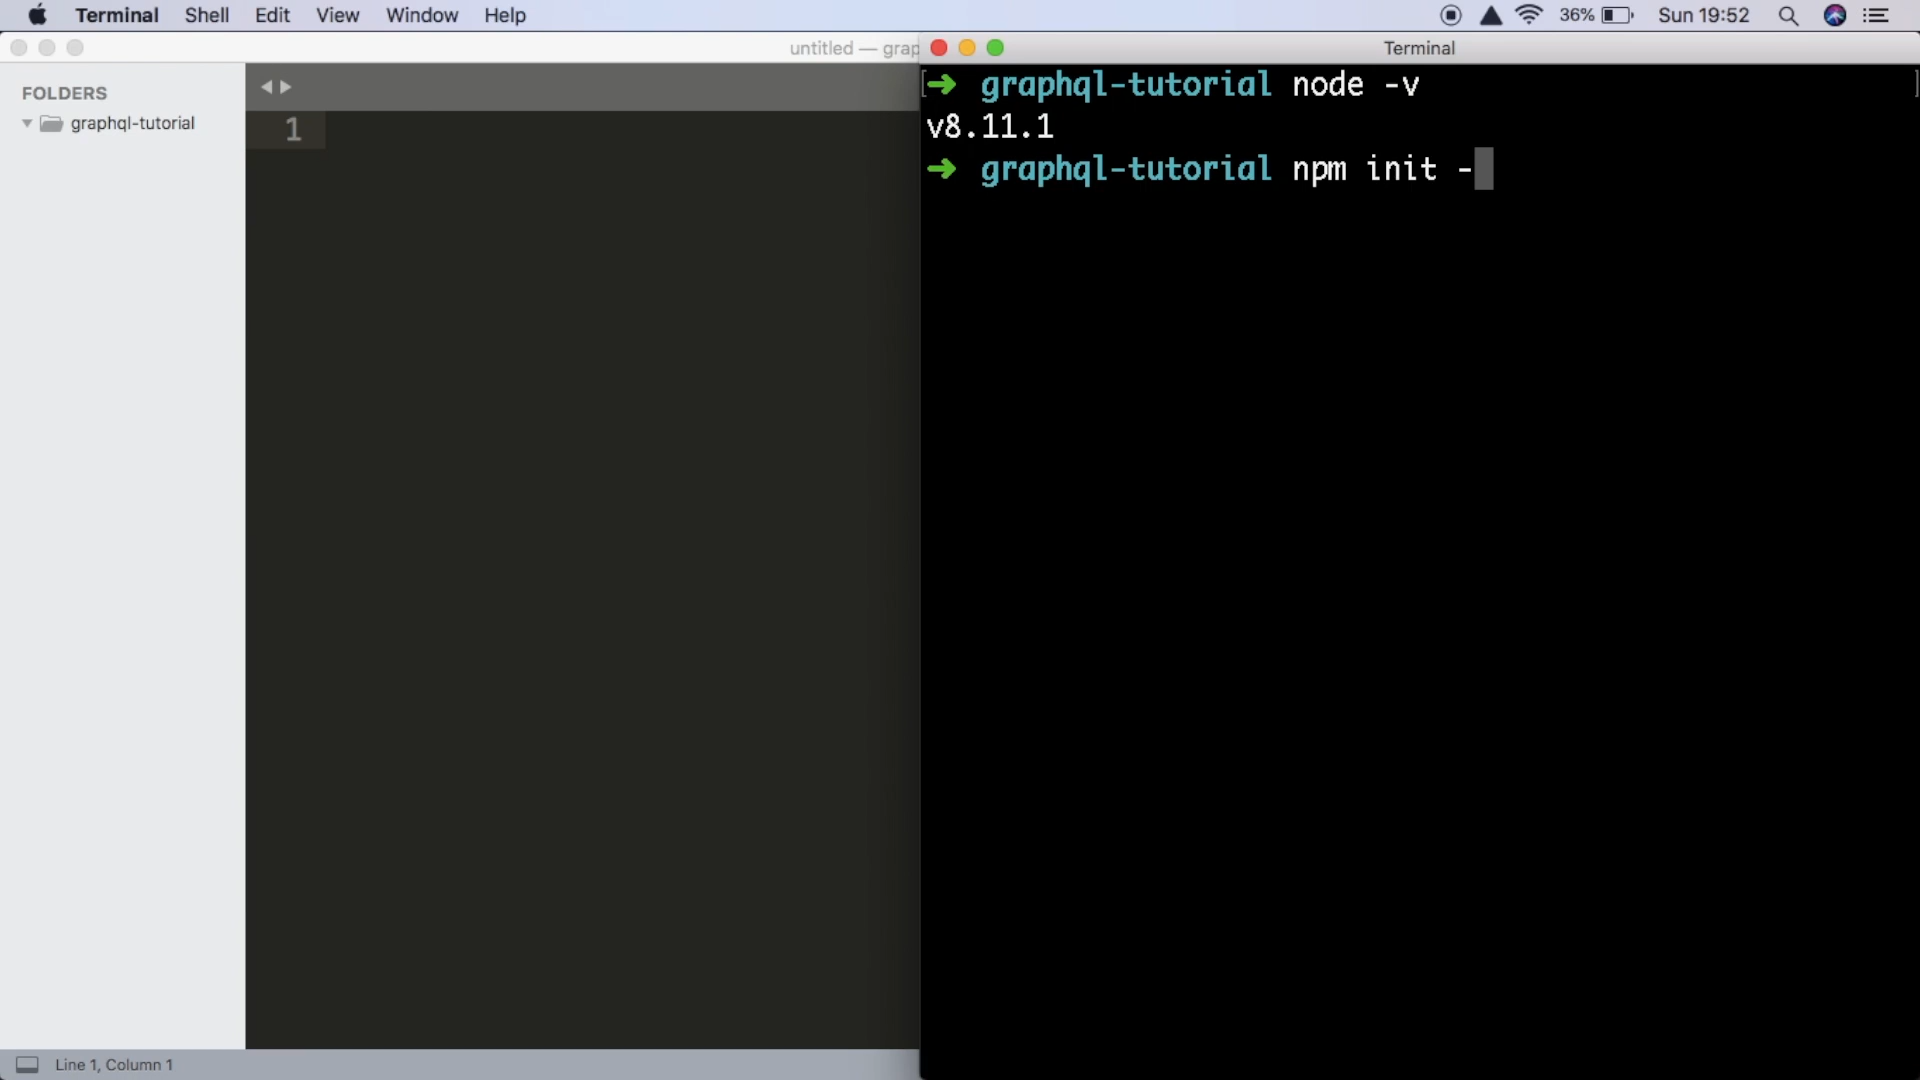 Terminal Shell Edit View Window Help 36% Sun 19:52
untitled — grap
Terminal
FOLDERS
graphql-tutorial
1
➜ graphql-tutorial node -v
v8.11.1
➜ graphql-tutorial npm init -
Line 1, Column 1